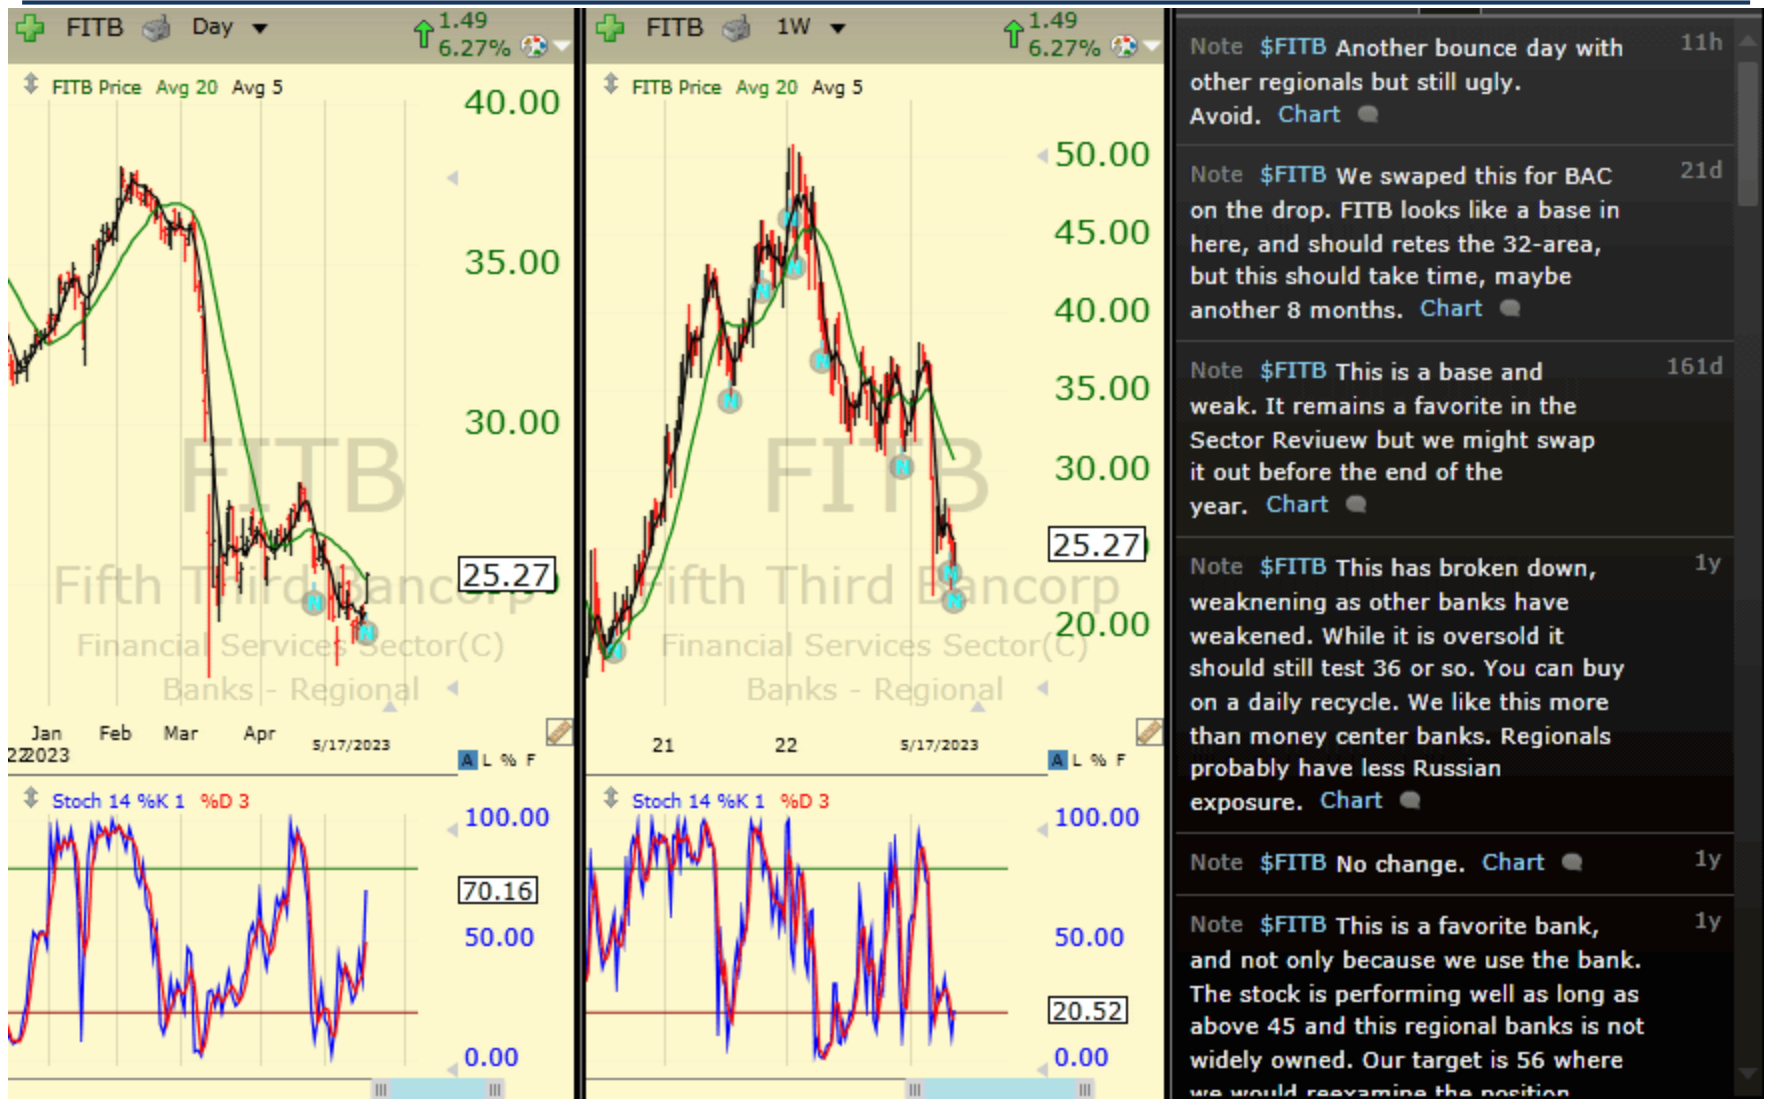 FITB Day
1.49
6.27%
FITB Price Avg 20 Avg 5
40.00
35.00
30.00
25.27
FITB
Fifth Third Bancorp
Financial Services Sector(C)
Banks - Regional
Jan Feb Mar Apr 5/17/2023
22 2023
A L % F
Stoch 14 %K 1 %D 3
100.00
70.16
50.00
0.00
FITB 1W
1.49
6.27%
FITB Price Avg 20 Avg 5
50.00
45.00
40.00
35.00
30.00
25.27
20.00
FITB
Fifth Third Bancorp
Financial Services Sector(C)
Banks - Regional
N
N
N
N
N
N
N
N
N
N
N
21 22 5/17/2023
A L % F
Stoch 14 %K 1 %D 3
100.00
50.00
20.52
0.00
Note $FITB Another bounce day with 11h
other regionals but still ugly.
Avoid. Chart
Note $FITB We swaped this for BAC 21d
on the drop. FITB looks like a base in
here, and should retes the 32-area,
but this should take time, maybe
another 8 months. Chart
Note $FITB This is a base and 161d
weak. It remains a favorite in the
Sector Reviuew but we might swap
it out before the end of the
year. Chart
Note $FITB This has broken down, 1y
weaknening as other banks have
weakened. While it is oversold it
should still test 36 or so. You can buy
on a daily recycle. We like this more
than money center banks. Regionals
probably have less Russian
exposure. Chart
Note $FITB No change. Chart 1y
Note $FITB This is a favorite bank, 1y
and not only because we use the bank.
The stock is performing well as long as
above 45 and this regional banks is not
widely owned. Our target is 56 where
we would reexamine the position